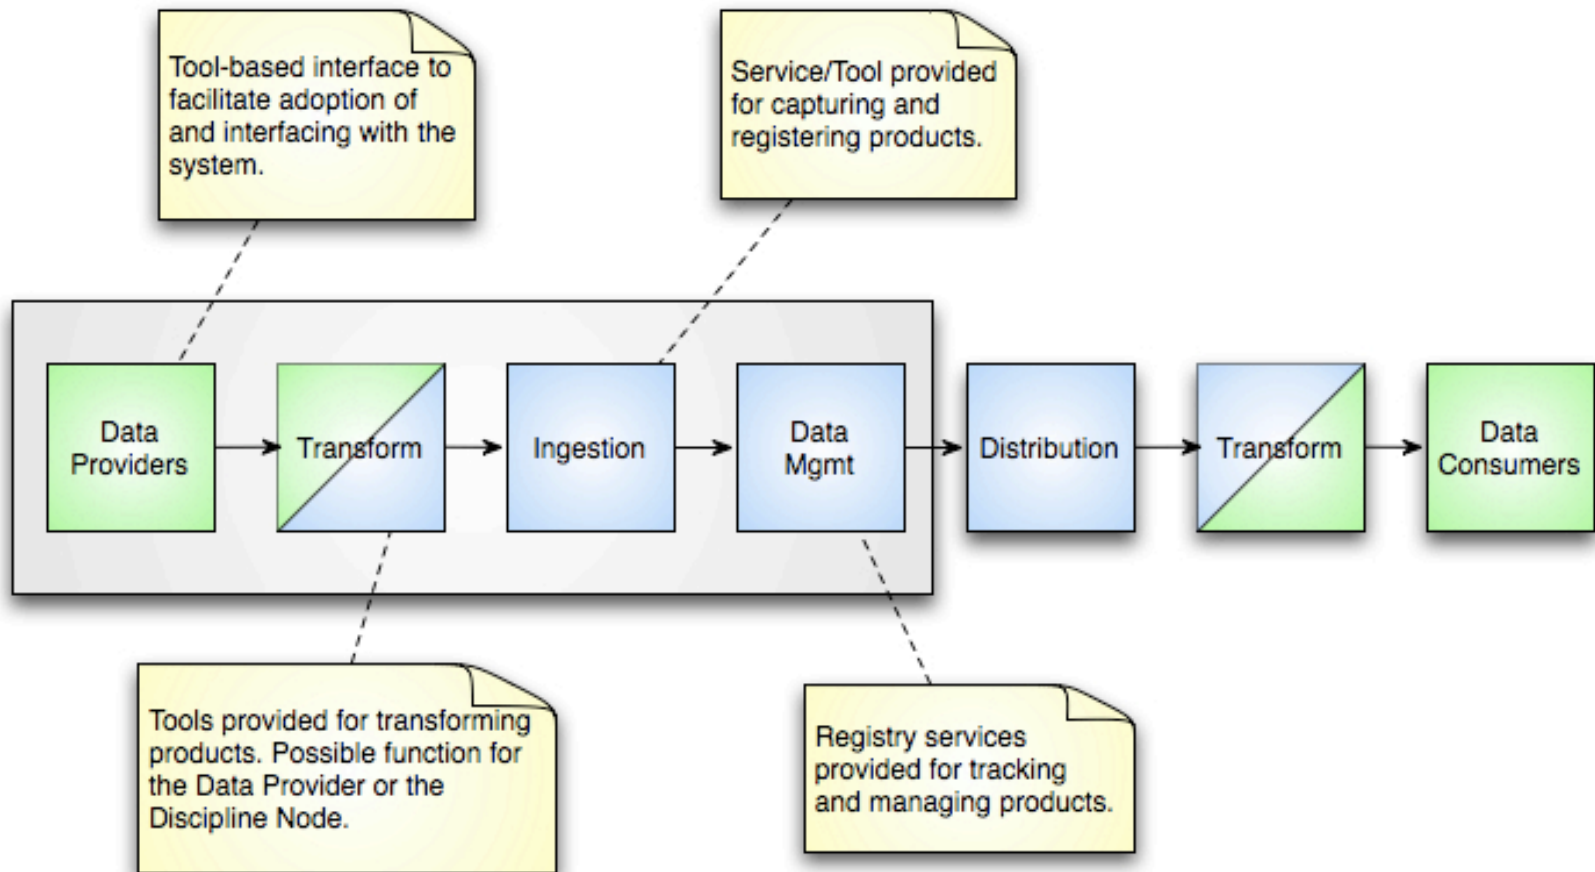 Tool-based interface to
facilitate adoption of
and interfacing with the
system.
Service/Tool provided
for capturing and
registering products.
Data
Providers
Transform
Ingestion
Data
Mgmt
Distribution
Transform
Data
Consumers
Tools provided for transforming
products. Possible function for
the Data Provider or the
Discipline Node.
Registry services
provided for tracking
and managing products.